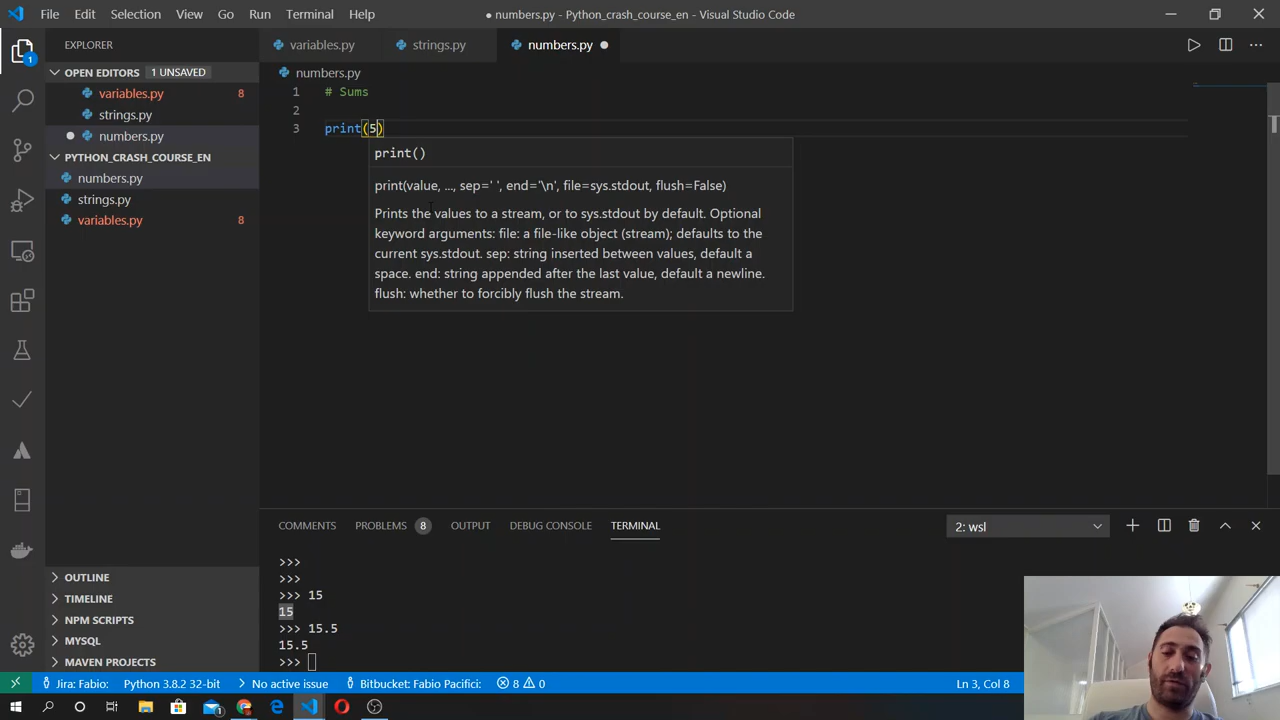 File Edit Selection View Go Run Terminal Help ● numbers.py - Python_crash_course_en - Visual Studio Code
EXPLORER
variables.py strings.py numbers.py
OPEN EDITORS 1 UNSAVED
variables.py 8
strings.py
numbers.py
PYTHON_CRASH_COURSE_EN
numbers.py
strings.py
variables.py 8
OUTLINE
TIMELINE
NPM SCRIPTS
MYSQL
MAVEN PROJECTS
1
numbers.py
1 # Sums
2
3 print(5)
print()
print(value, ..., sep=' ', end='\n', file=sys.stdout, flush=False)
Prints the values to a stream, or to sys.stdout by default. Optional
keyword arguments: file: a file-like object (stream); defaults to the
current sys.stdout. sep: string inserted between values, default a
space. end: string appended after the last value, default a newline.
flush: whether to forcibly flush the stream.
COMMENTS PROBLEMS 8 OUTPUT DEBUG CONSOLE TERMINAL 2: wsl
>>>
>>>
>>> 15
15
>>> 15.5
15.5
>>>
Jira: Fabio: Python 3.8.2 32-bit No active issue Bitbucket: Fabio Pacifici: 8 0 Ln 3, Col 8
1